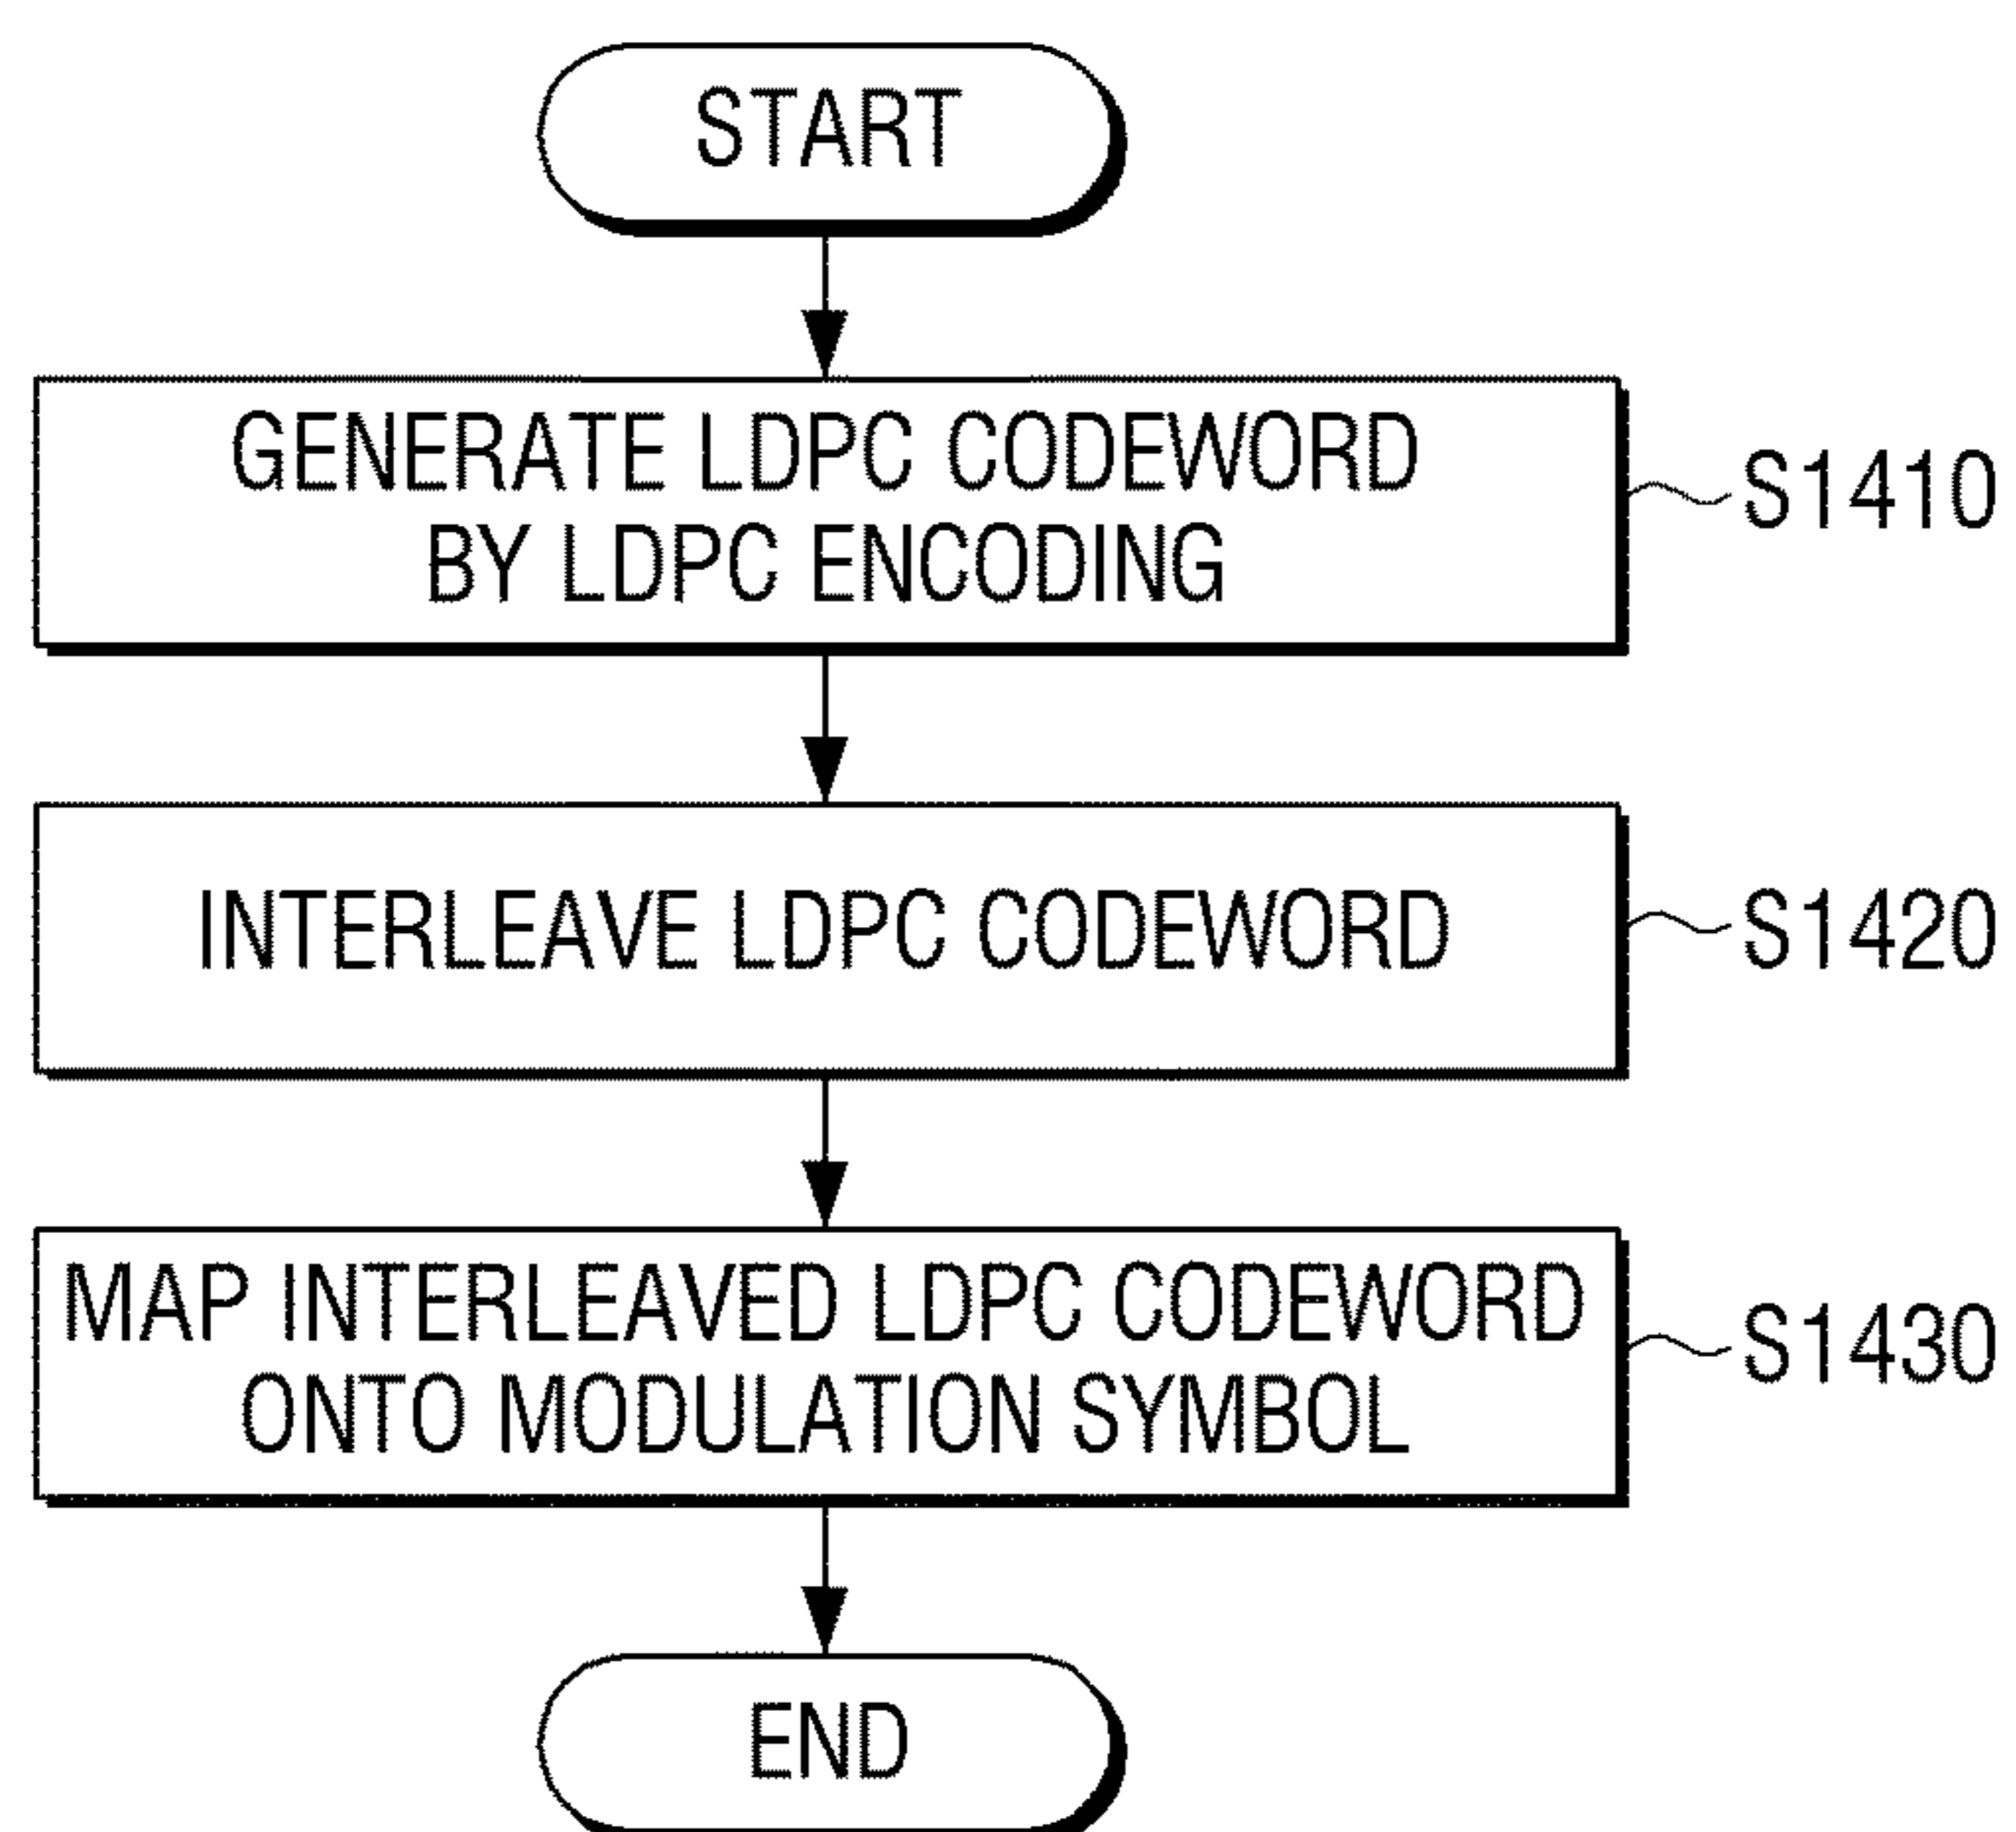 START
GENERATE LDPC CODEWORD
BY LDPC ENCODING
S1410
INTERLEAVE LDPC CODEWORD
S1420
MAP INTERLEAVED LDPC CODEWORD
ONTO MODULATION SYMBOL
S1430
END